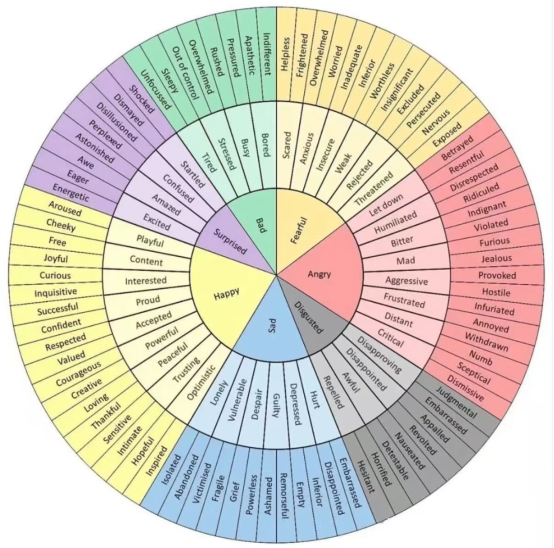 Bad
Fearful
Angry
Disgusted
Sad
Happy
Surprised
Tired
Stressed
Busy
Bored
Scared
Anxious
Insecure
Weak
Rejected
Threatened
Let down
Humiliated
Bitter
Mad
Aggressive
Frustrated
Distant
Critical
Disapproving
Disappointed
Awful
Repelled
Hurt
Depressed
Guilty
Despair
Vulnerable
Lonely
Optimistic
Trusting
Peaceful
Powerful
Accepted
Proud
Interested
Content
Playful
Excited
Amazed
Confused
Startled
Unfocussed
Sleepy
Out of control
Overwhelmed
Rushed
Pressured
Apathetic
Indifferent
Helpless
Frightened
Overwhelmed
Worried
Inadequate
Inferior
Worthless
Insignificant
Excluded
Persecuted
Nervous
Exposed
Betrayed
Resentful
Disrespected
Ridiculed
Indignant
Violated
Furious
Jealous
Provoked
Hostile
Infuriated
Annoyed
Withdrawn
Numb
Sceptical
Dismissive
Judgmental
Embarrassed
Appalled
Revolted
Nauseated
Detestable
Horrified
Hesitant
Embarrassed
Disappointed
Inferior
Empty
Remorseful
Ashamed
Powerless
Grief
Fragile
Victimised
Abandoned
Isolated
Inspired
Hopeful
Intimate
Sensitive
Thankful
Loving
Creative
Courageous
Valued
Respected
Confident
Successful
Inquisitive
Curious
Joyful
Free
Cheeky
Aroused
Energetic
Eager
Awe
Astonished
Perplexed
Disillusioned
Dismayed
Shocked